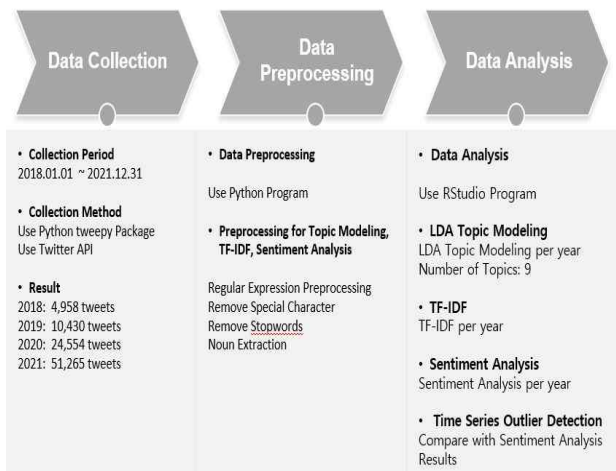 Data Collection
• Collection Period
2018.01.01 ~ 2021.12.31
• Collection Method
Use Python tweepy Package
Use Twitter API
• Result
2018: 4,958 tweets
2019: 10,430 tweets
2020: 24,554 tweets
2021: 51,265 tweets
Data
Preprocessing
• Data Preprocessing
Use Python Program
• Preprocessing for Topic Modeling,
TF-IDF, Sentiment Analysis
Regular Expression Preprocessing
Remove Special Character
Remove Stopwords
Noun Extraction
Data Analysis
• Data Analysis
Use RStudio Program
• LDA Topic Modeling
LDA Topic Modeling per year
Number of Topics: 9
• TF-IDF
TF-IDF per year
• Sentiment Analysis
Sentiment Analysis per year
• Time Series Outlier Detection
Compare with Sentiment Analysis
Results